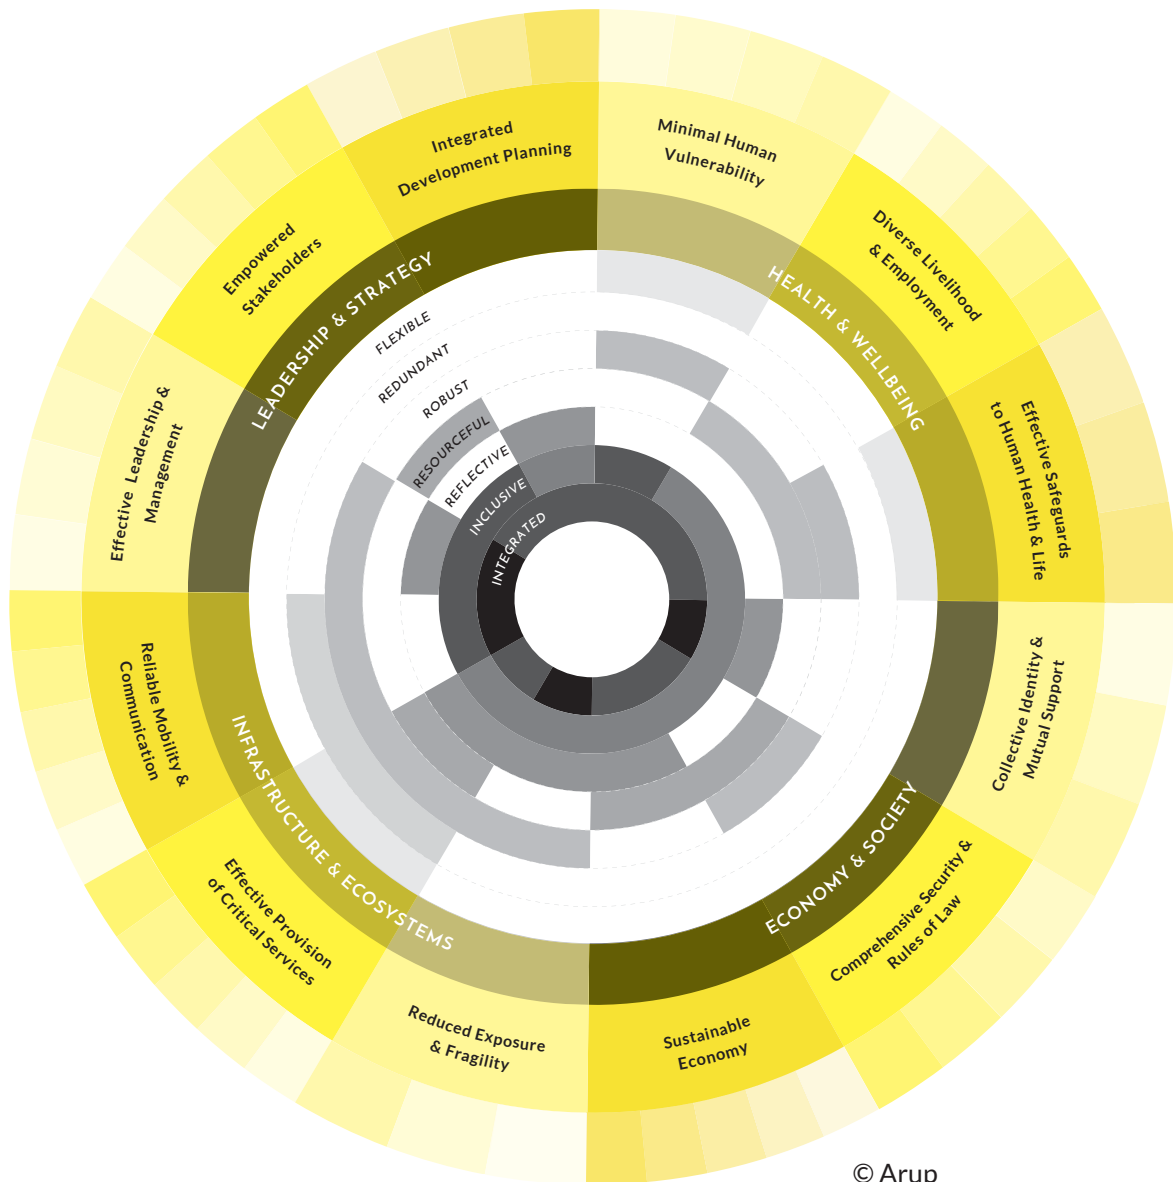 Integrated
Development Planning
Minimal Human
Vulnerability
Diverse Livelihood
& Employment
Effective Safeguards
to Human Health & Life
Collective Identity &
Mutual Support
Comprehensive Security &
Rules of Law
Sustainable
Economy
Reduced Exposure
& Fragility
Effective Provision
of Critical Services
Reliable Mobility &
Communication
Effective Leadership &
Management
Empowered
Stakeholders
LEADERSHIP & STRATEGY
HEALTH & WELLBEING
ECONOMY & SOCIETY
INFRASTRUCTURE & ECOSYSTEMS
FLEXIBLE
REDUNDANT
ROBUST
RESOURCEFUL
REFLECTIVE
INCLUSIVE
INTEGRATED
© Arup